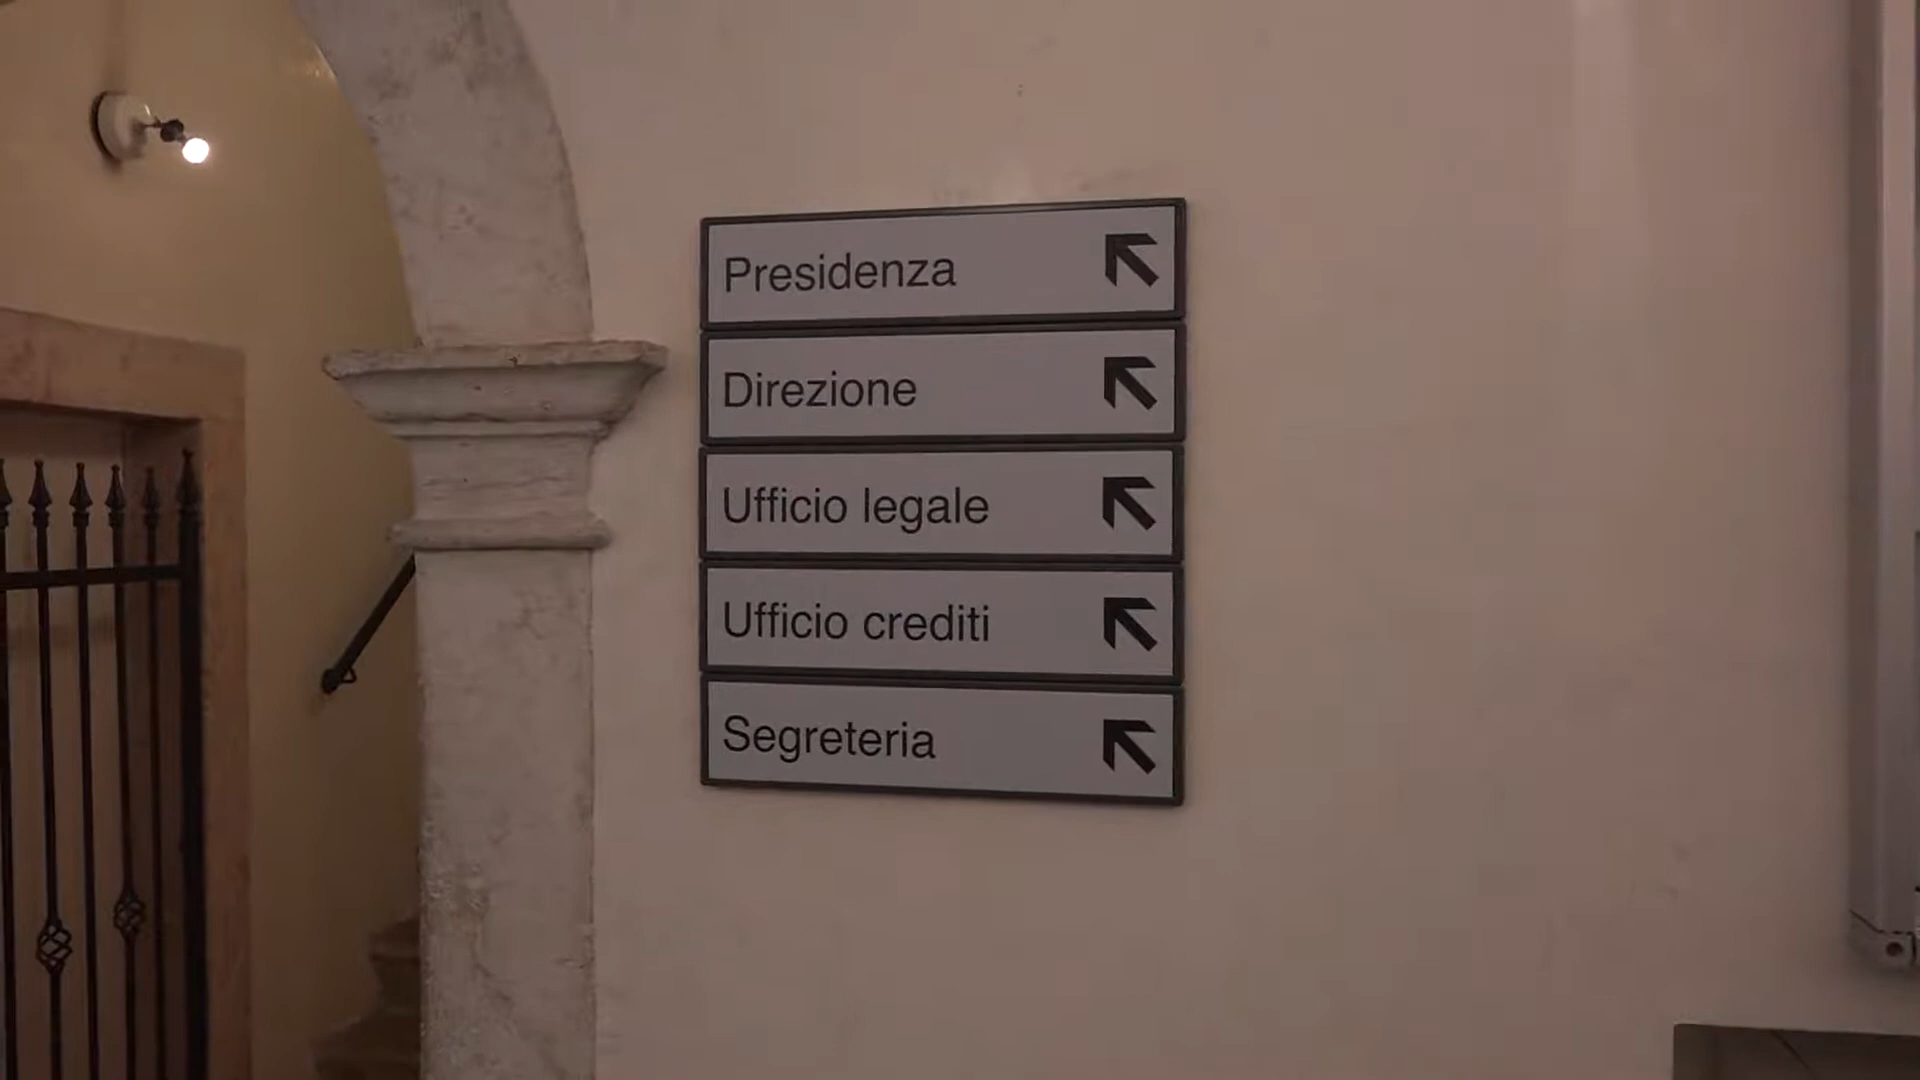 Presidenza
Direzione
Ufficio legale
Ufficio crediti
Segreteria